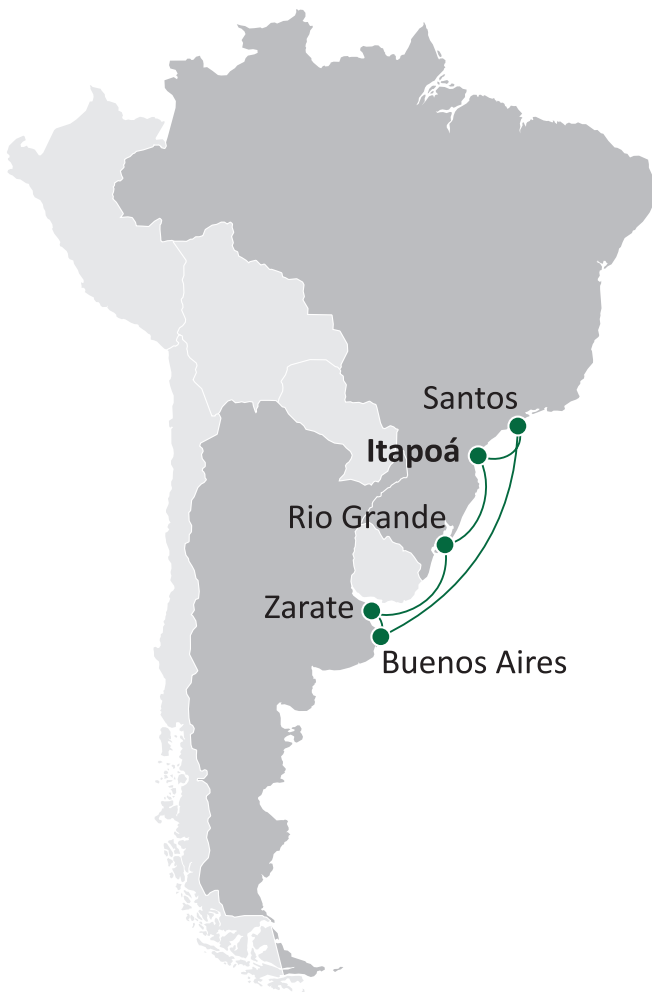 Santos
Itapoá
Rio Grande
Zarate
Buenos Aires